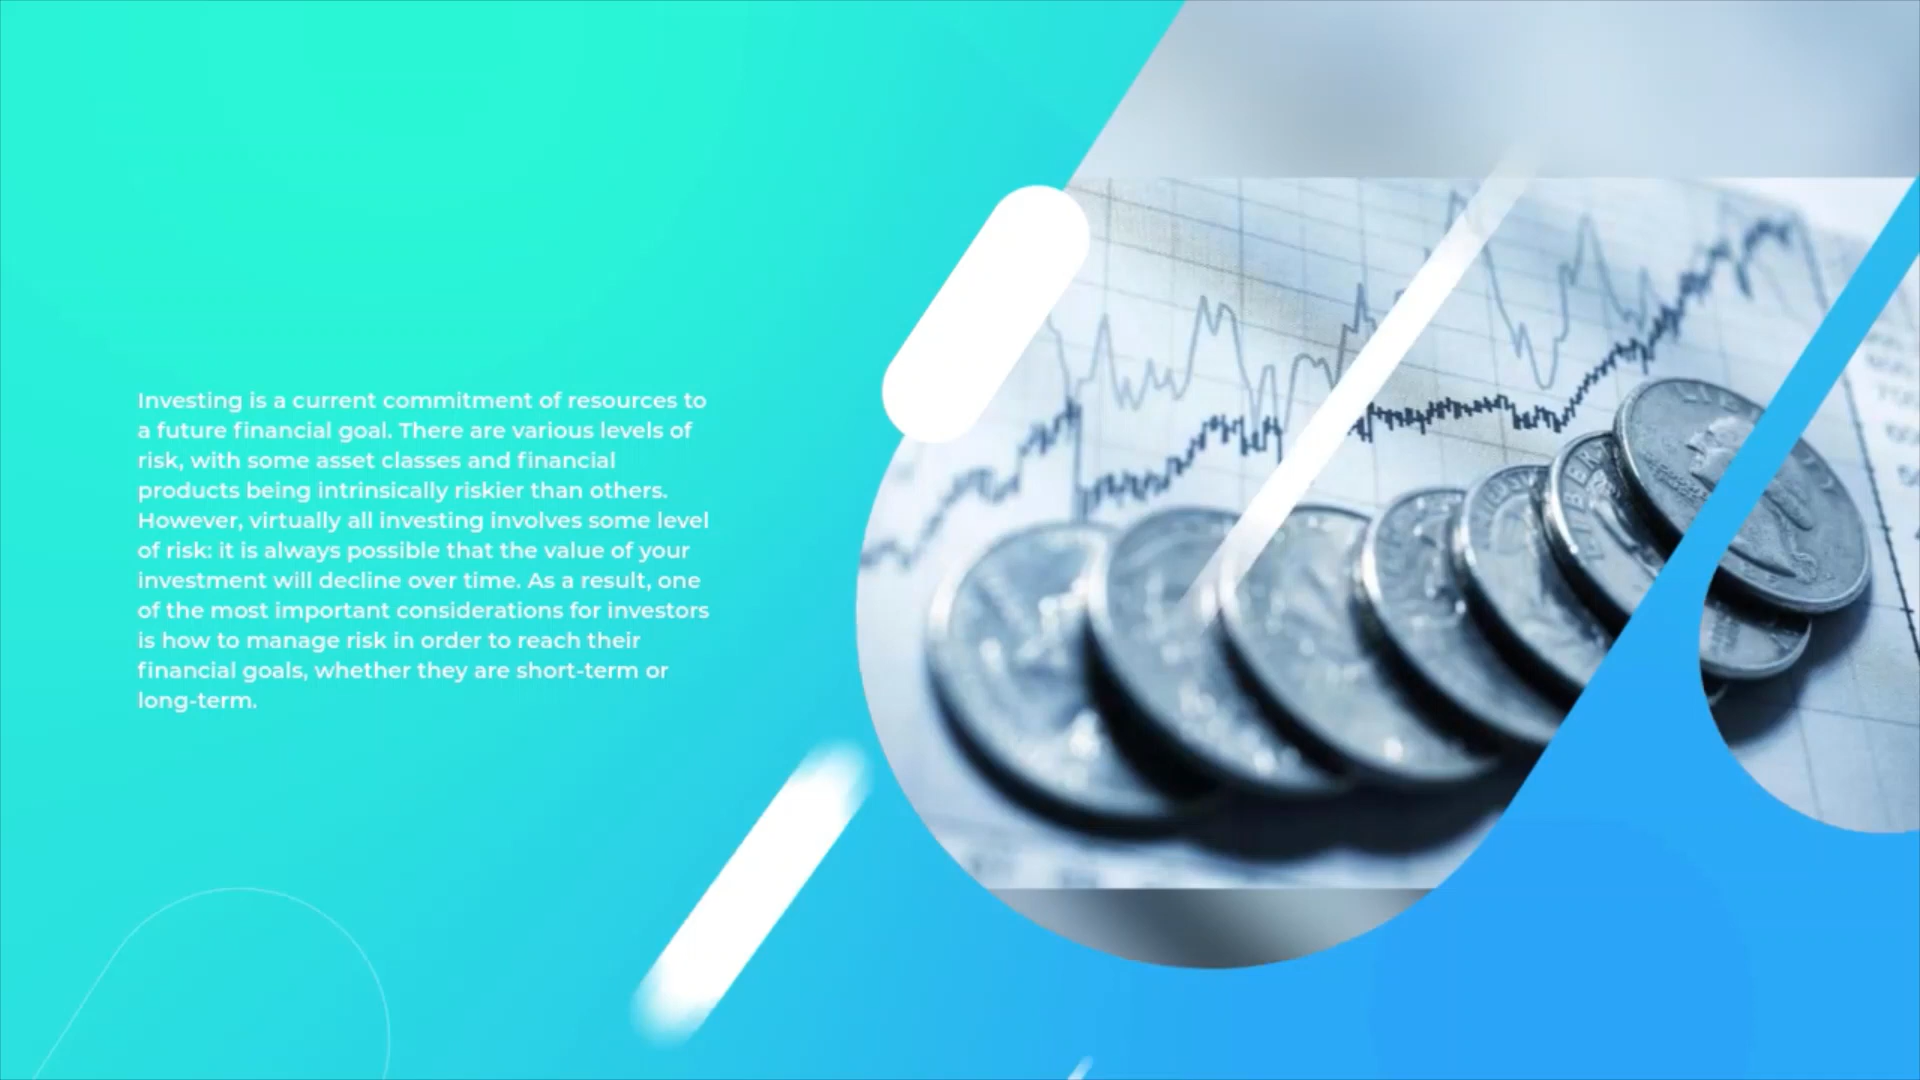 Investing is a current commitment of resources to
a future financial goal. There are various levels of
risk, with some asset classes and financial
products being intrinsically riskier than others.
However, virtually all investing involves some level
of risk: it is always possible that the value of your
investment will decline over time. As a result, one
of the most important considerations for investors
is how to manage risk in order to reach their
financial goals, whether they are short-term or
long-term.